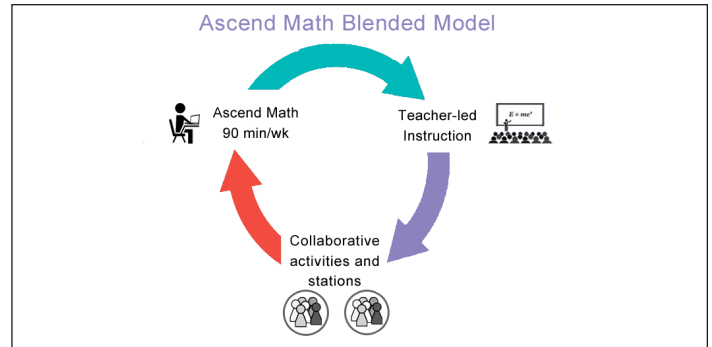 Ascend Math Blended Model
Ascend Math
90 min/wk
Teacher-led
Instruction
E = mc²
Collaborative
activities and
stations